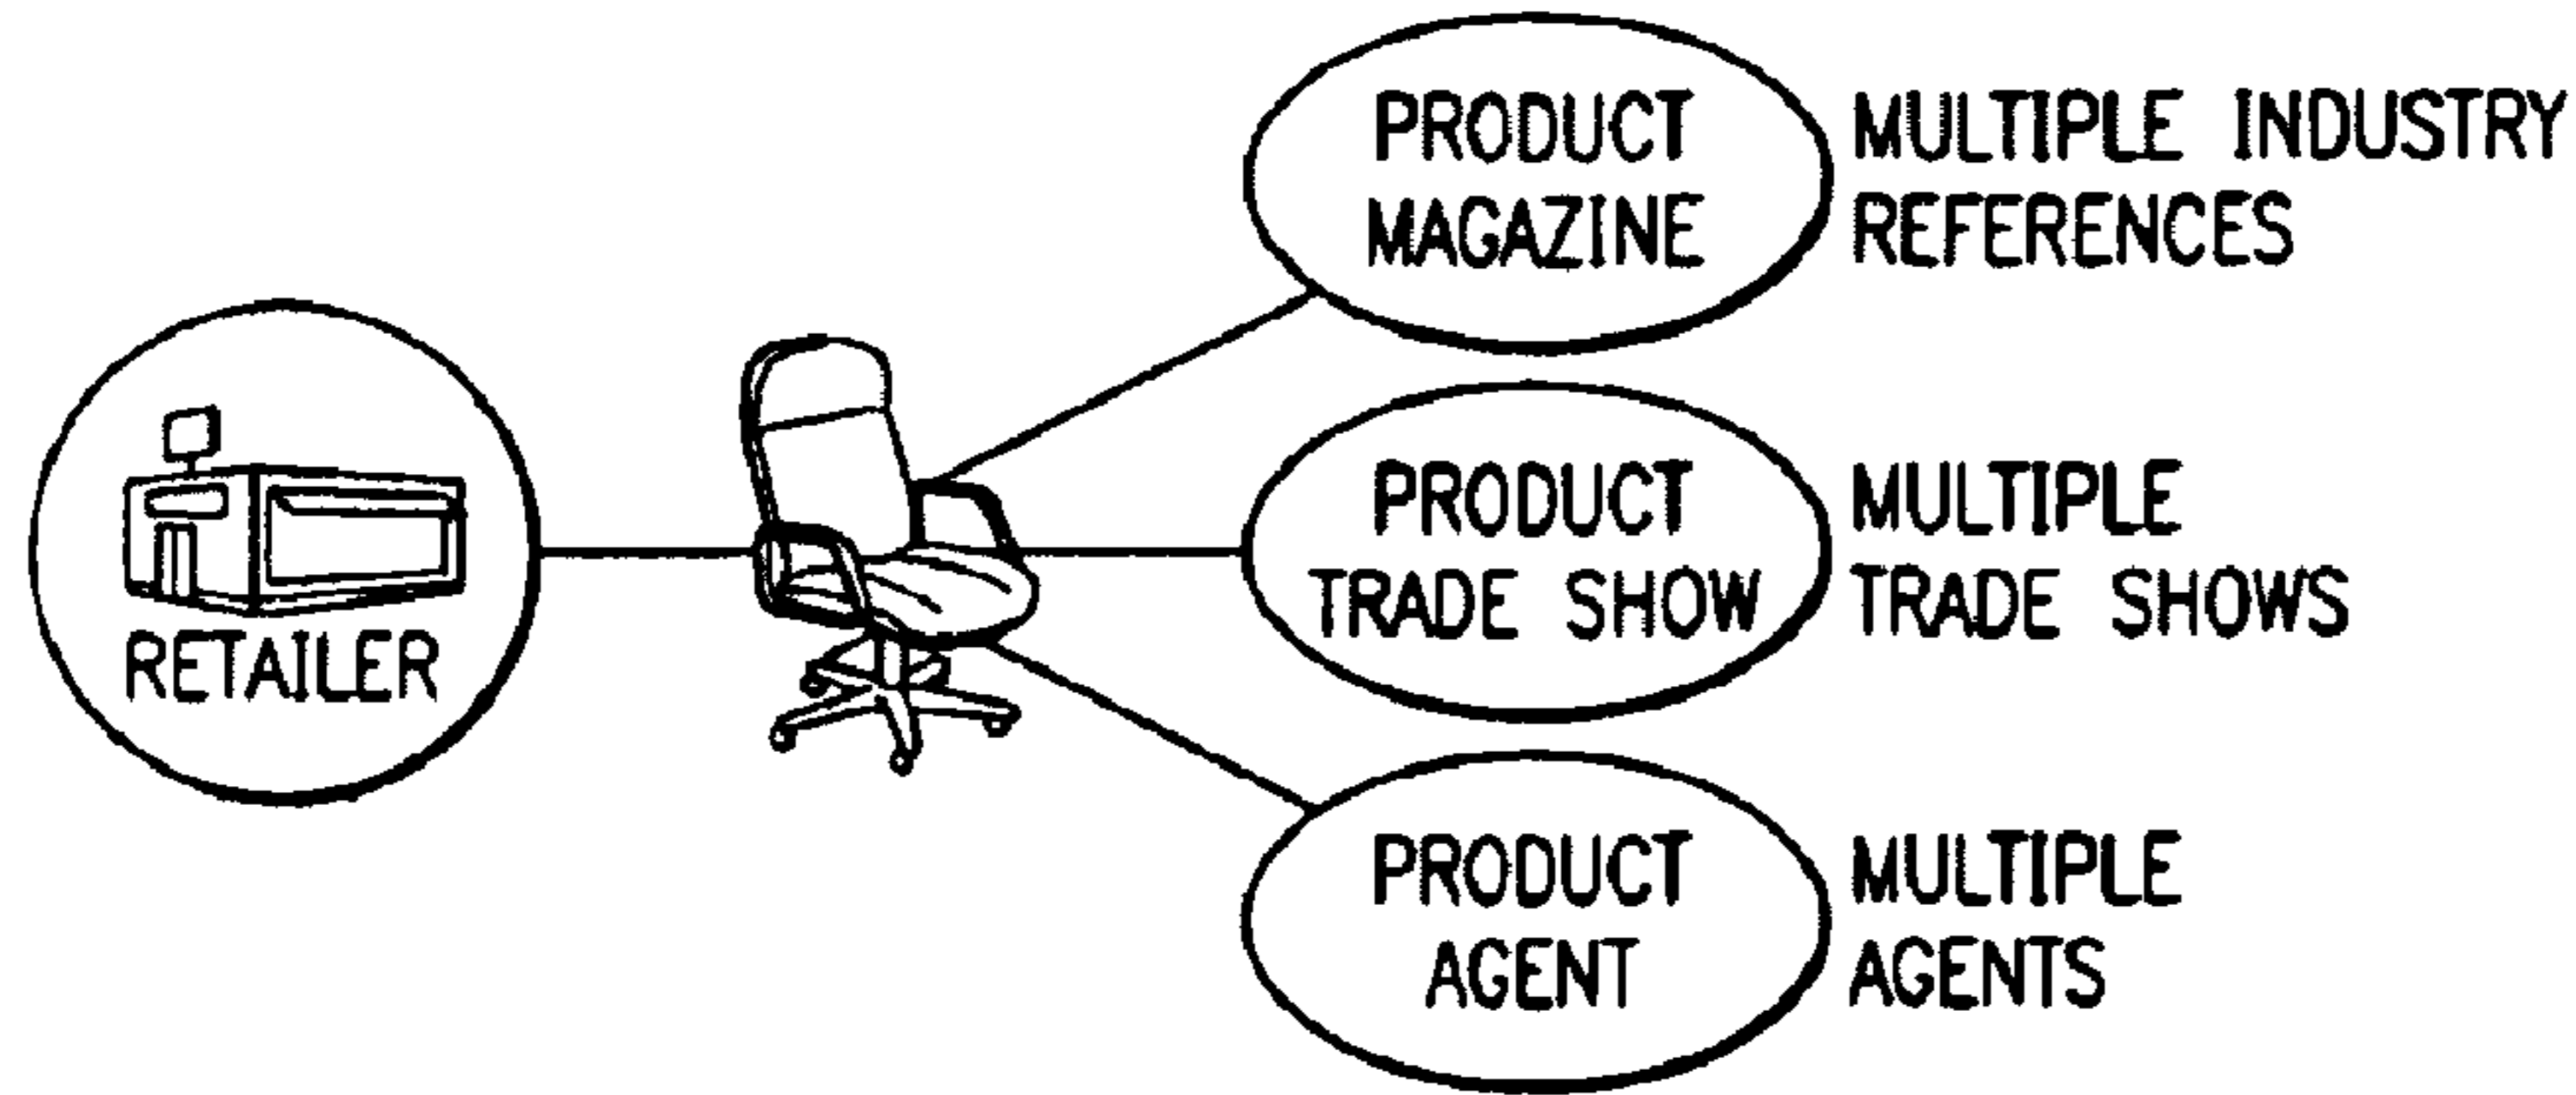 PRODUCT
MAGAZINE
MULTIPLE INDUSTRY
REFERENCES
RETAILER
PRODUCT
TRADE SHOW
MULTIPLE
TRADE SHOWS
PRODUCT
AGENT
MULTIPLE
AGENTS